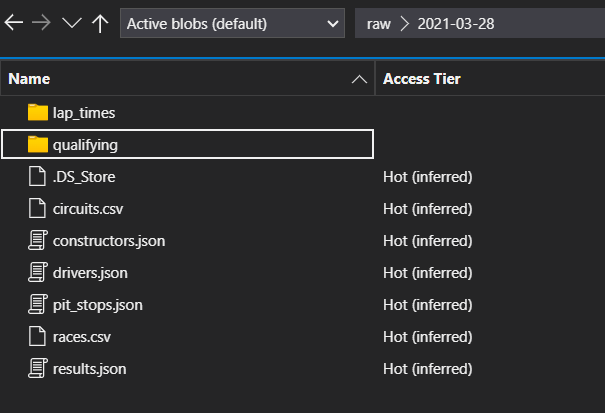 Active blobs (default) raw > 2021-03-28
Name Access Tier
lap_times
qualifying
.DS_Store Hot (inferred)
circuits.csv Hot (inferred)
constructors.json Hot (inferred)
drivers.json Hot (inferred)
pit_stops.json Hot (inferred)
races.csv Hot (inferred)
results.json Hot (inferred)